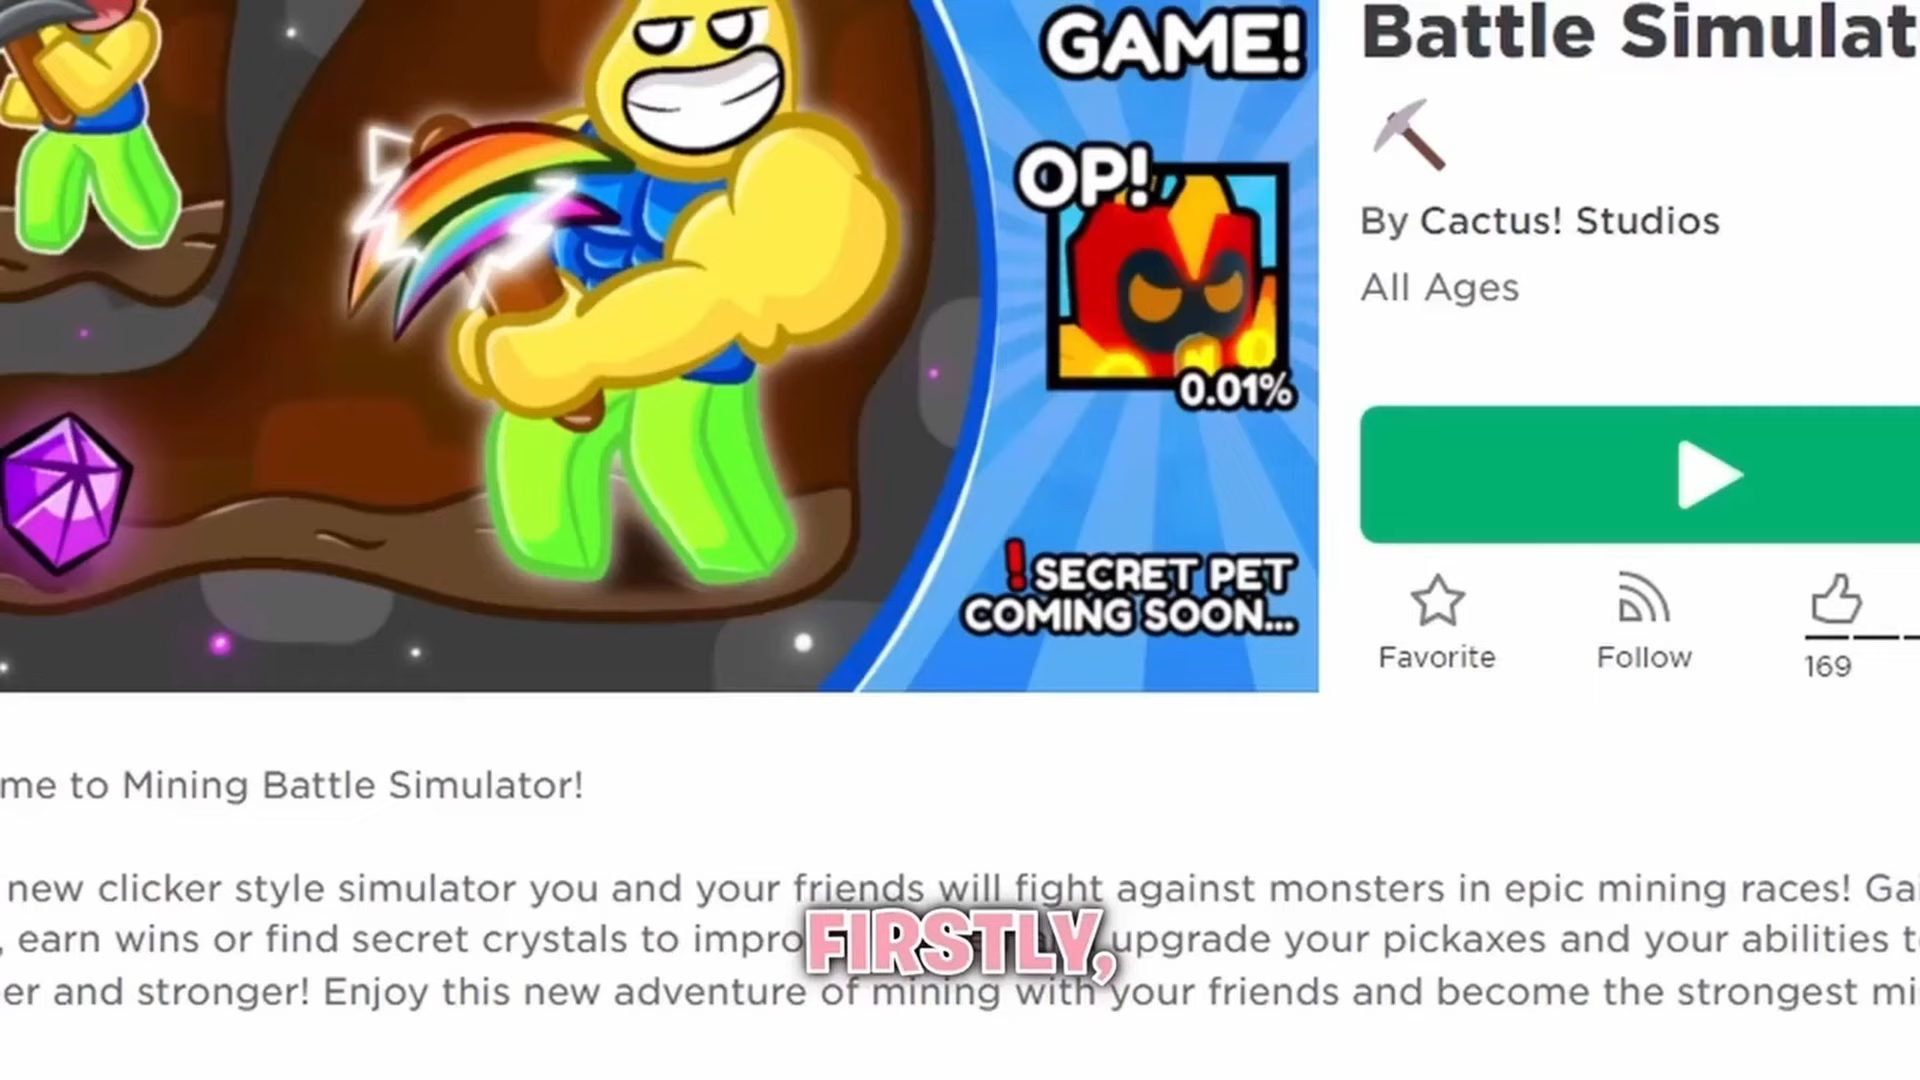 GAME!
OP!
0.01%
! SECRET PET
COMING SOON...
Battle Simulat
By Cactus! Studios
All Ages
Favorite
Follow
169
me to Mining Battle Simulator!
new clicker style simulator you and your friends will fight against monsters in epic mining races! Gai
, earn wins or find secret crystals to impro upgrade your pickaxes and your abilities t
er and stronger! Enjoy this new adventure of mining with your friends and become the strongest mi
FIRSTLY,